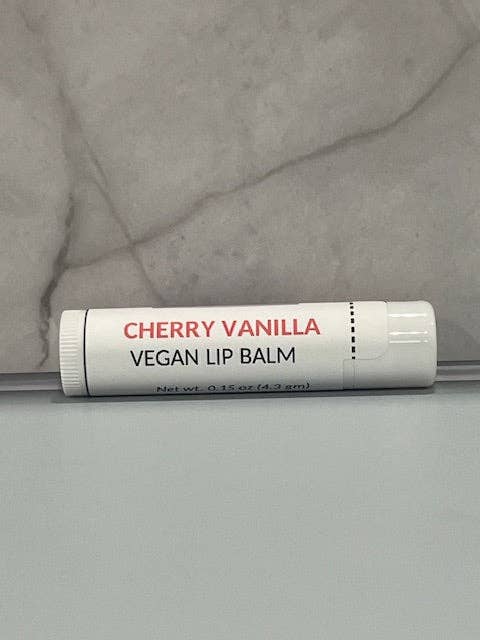 CHERRY VANILLA
VEGAN LIP BALM
Net wt. 0.15 oz (4.3 gm)